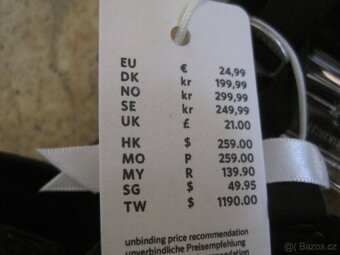 EU € 24,99
DK kr 199,99
NO kr 299,99
SE kr 249,99
UK £ 21.00
HK $ 259.00
MO P 259.00
MY R 139.90
SG $ 49.95
TW $ 1190.00
unbinding price recommendation
unverbindliche Preisempfehlung
Bazos.cz